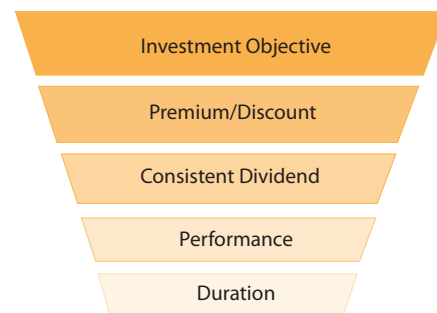 Investment Objective
Premium/Discount
Consistent Dividend
Performance
Duration